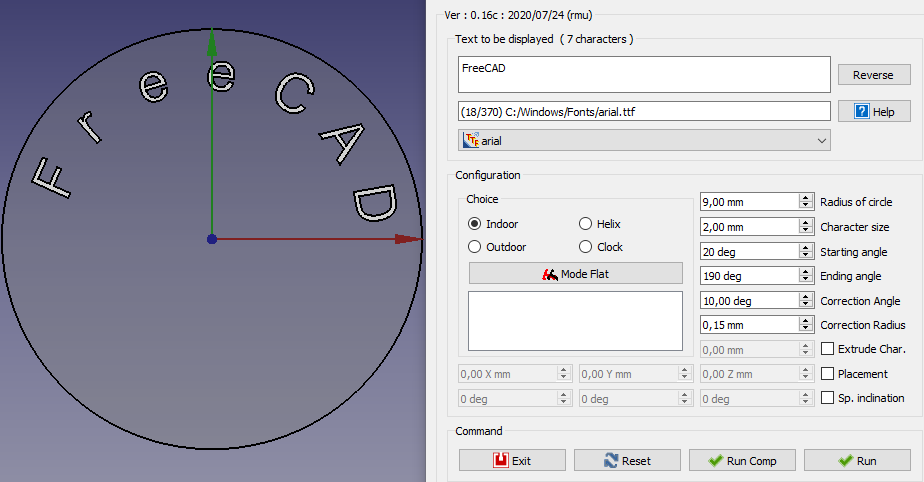 FreeCAD
Ver : 0.16c : 2020/07/24 (rmu)
Text to be displayed ( 7 characters )
FreeCAD
Reverse
(18/370) C:/Windows/Fonts/arial.ttf
Help
arial
Configuration
Choice
Indoor
Helix
Outdoor
Clock
Mode Flat
9,00 mm Radius of circle
2,00 mm Character size
20 deg Starting angle
190 deg Ending angle
10,00 deg Correction Angle
0,15 mm Correction Radius
0,00 mm Extrude Char.
0,00 X mm 0,00 Y mm 0,00 Z mm Placement
0 deg 0 deg 0 deg Sp. inclination
Command
Exit Reset Run Comp Run